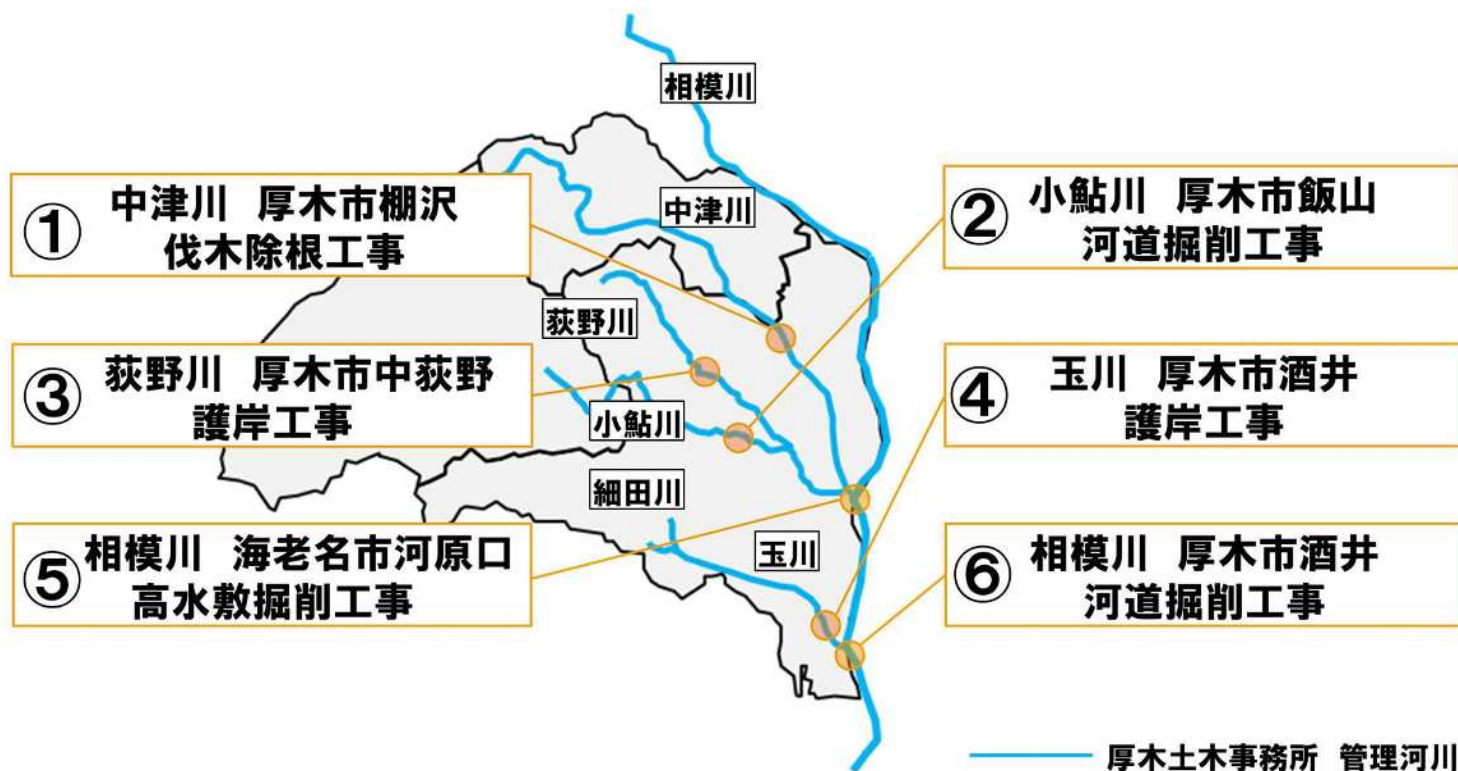 相模川
中津川
① 中津川 厚木市棚沢
伐木除根工事
② 小鮎川 厚木市飯山
河道掘削工事
荻野川
③ 荻野川 厚木市中荻野
護岸工事
④ 玉川 厚木市酒井
護岸工事
小鮎川
細田川
玉川
⑤ 相模川 海老名市河原口
高水敷掘削工事
⑥ 相模川 厚木市酒井
河道掘削工事
厚木土木事務所 管理河川